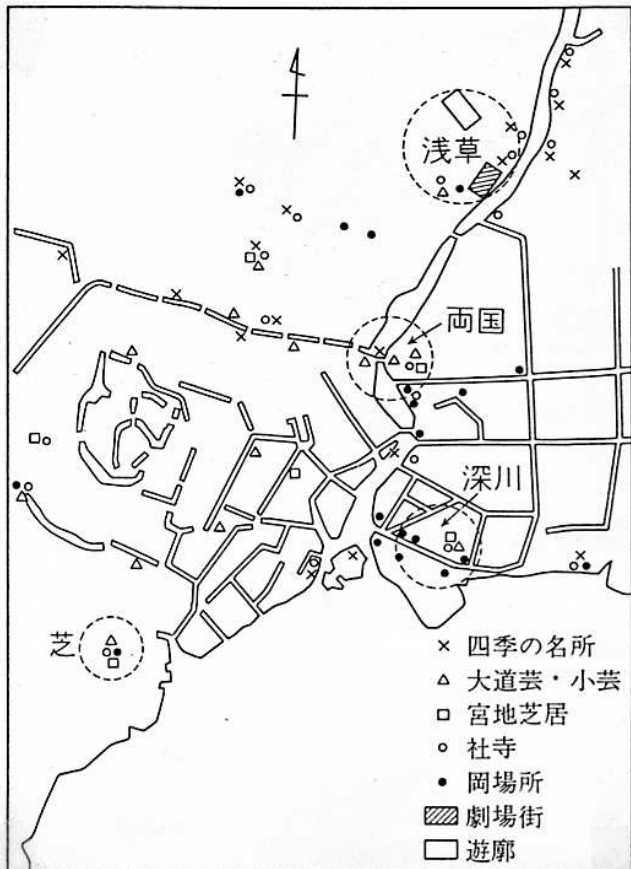 浅草
両国
深川
芝
× 四季の名所
△ 大道芸・小芸
□ 宮地芝居
○ 社寺
● 岡場所
劇場街
遊廓